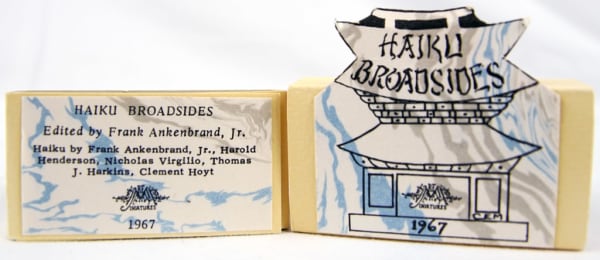 HAIKU BROADSIDES
Edited by Frank Ankenbrand, Jr.
Haiku by Frank Ankenbrand, Jr., Harold
Henderson, Nicholas Virgilio, Thomas
J. Harkins, Clement Hoyt
1967
HAIKU
BROADSIDES
1967